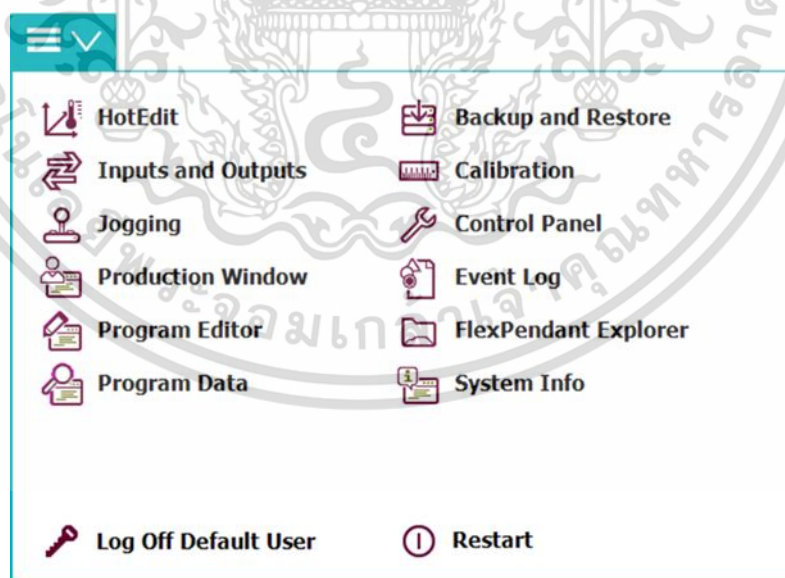 HotEdit
Inputs and Outputs
Jogging
Production Window
Program Editor
Program Data
Backup and Restore
Calibration
Control Panel
Event Log
FlexPendant Explorer
System Info
Log Off Default User
Restart